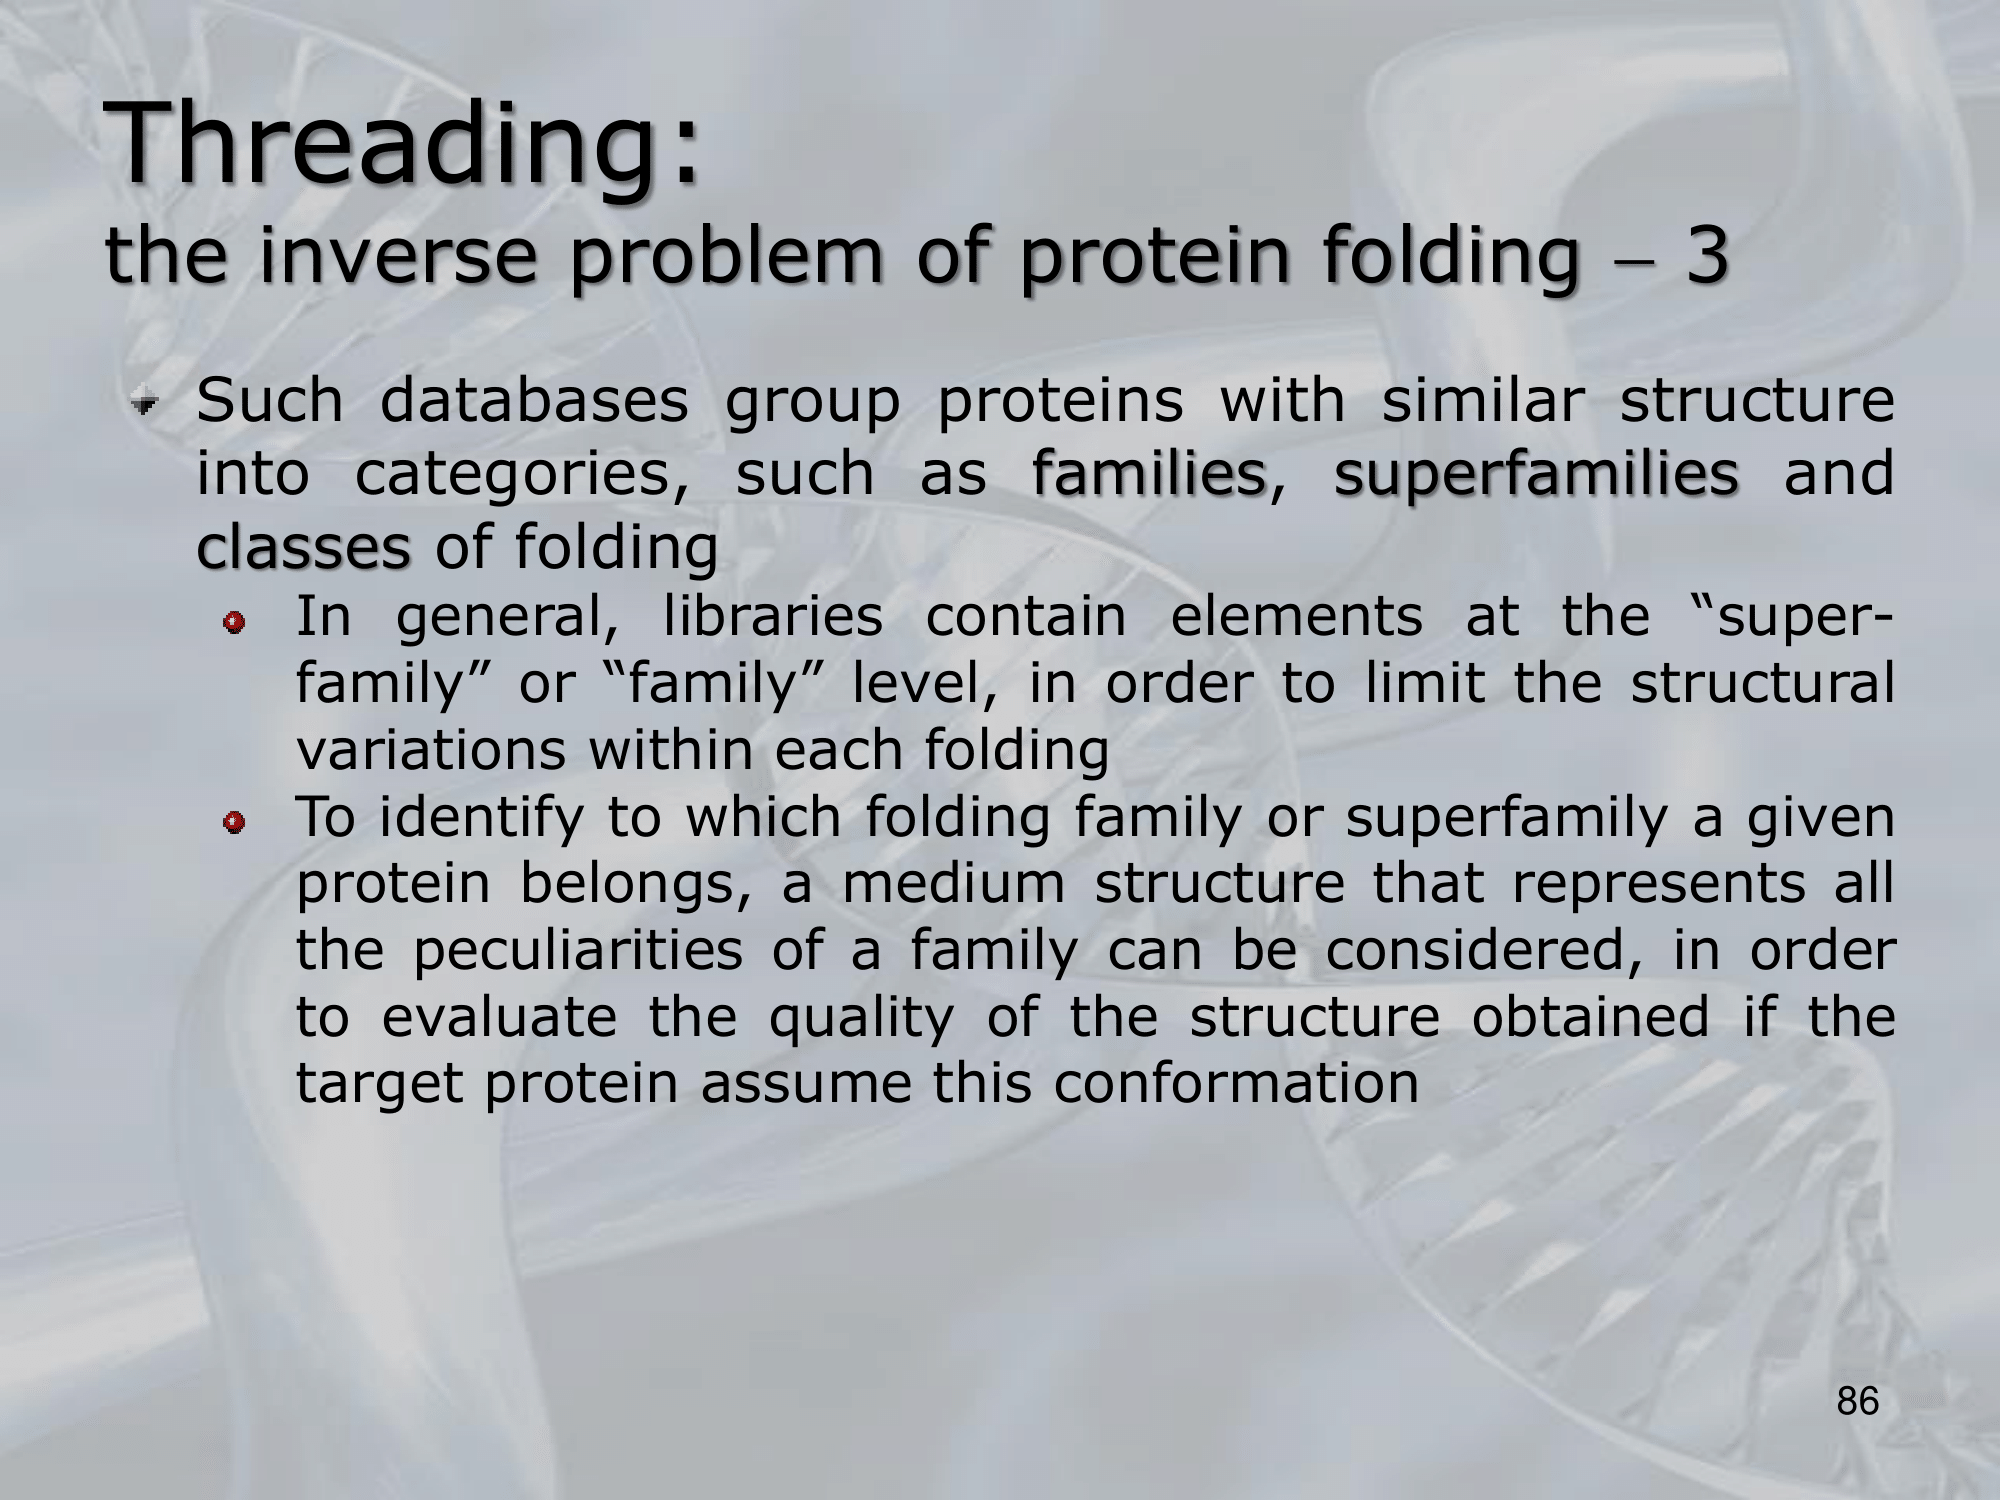 Threading:
the inverse problem of protein folding – 3
Such databases group proteins with similar structure
into categories, such as families, superfamilies and
classes of folding
In general, libraries contain elements at the “super-
family” or “family” level, in order to limit the structural
variations within each folding
To identify to which folding family or superfamily a given
protein belongs, a medium structure that represents all
the peculiarities of a family can be considered, in order
to evaluate the quality of the structure obtained if the
target protein assume this conformation
86